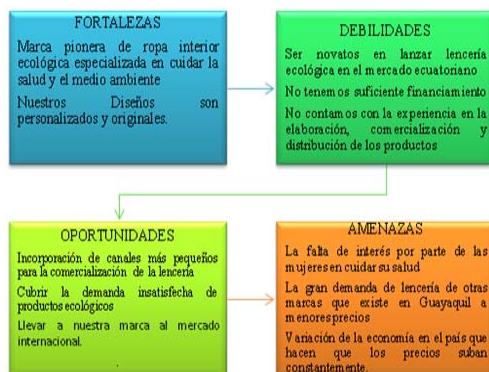 FORTALEZAS
Marca pionera de ropa interior
ecológica especializada en cuidar la
salud y el medio ambiente
Nuestros Diseños son
personalizados y originales.
DEBILIDADES
Ser novatos en lanzar lencería
ecológica en el mercado ecuatoriano
No tenemos suficiente financiamiento
No contamos con la experiencia en la
elaboración, comercialización y
distribución de los productos
OPORTUNIDADES
Incorporación de canales más pequeños
para la comercialización de la lencería
Cubrir la demanda insatisfecha de
productos ecológicos
Llevar a nuestra marca al mercado
internacional.
.
AMENAZAS
La falta de interés por parte de las
mujeres en cuidar su salud
La gran demanda de lencería de otras
marcas que existe en Guayaquil a
menores precios
Variación de la economía en el país que
hacen que los precios suban
constantemente.